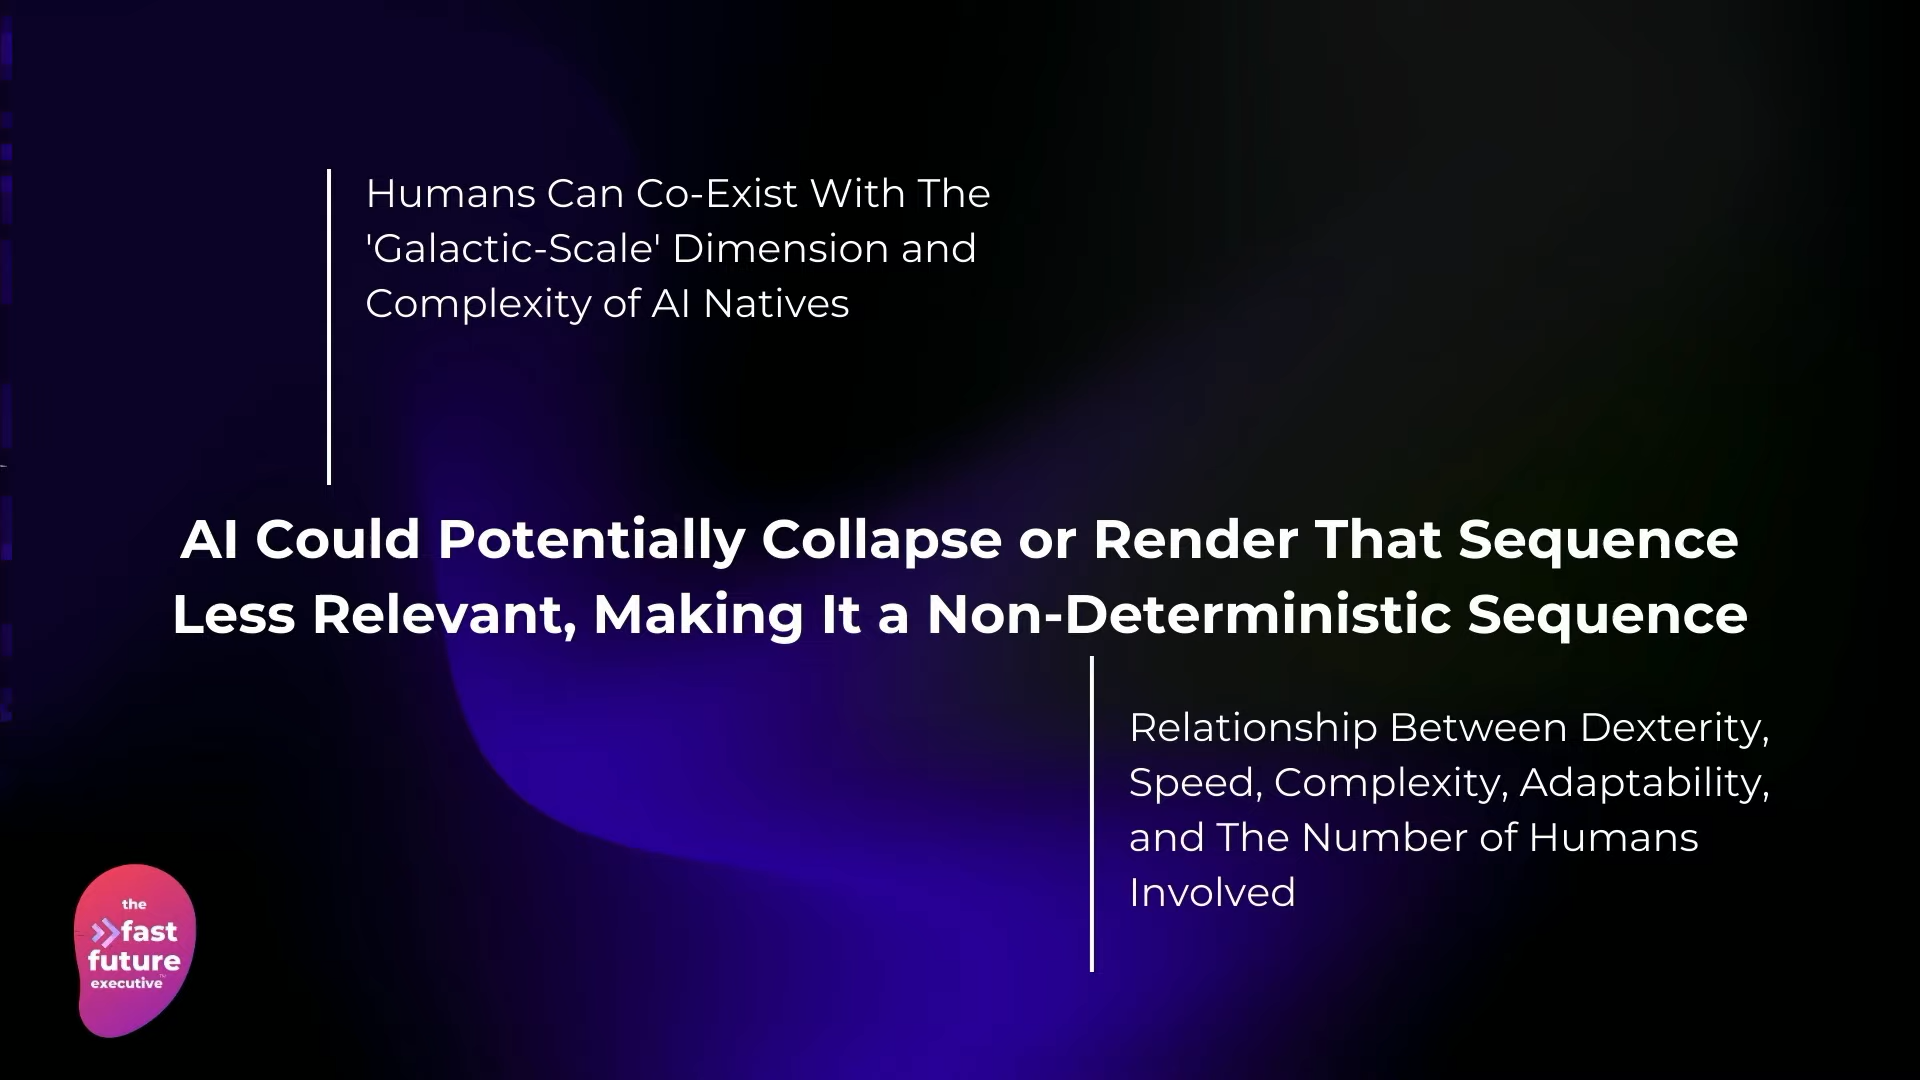 Humans Can Co-Exist With The
'Galactic-Scale' Dimension and
Complexity of AI Natives
AI Could Potentially Collapse or Render That Sequence
Less Relevant, Making It a Non-Deterministic Sequence
Relationship Between Dexterity,
Speed, Complexity, Adaptability,
and The Number of Humans
Involved
the
fast
future
executive™